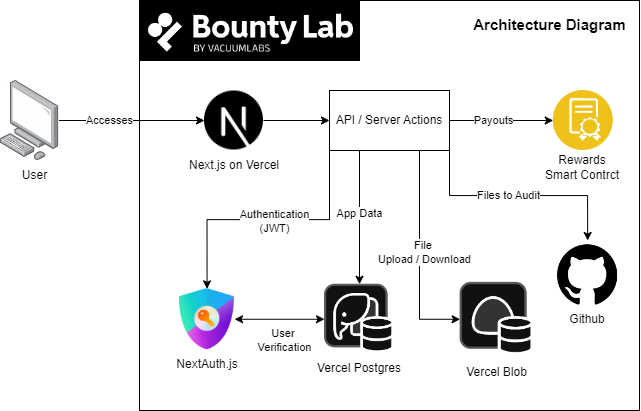 Bounty Lab
BY VACUUMLABS
Architecture Diagram
Accesses
User
Next.js on Vercel
API / Server Actions
Payouts
Rewards
Smart Contrct
Files to Audit
Authentication
(JWT)
App Data
File
Upload / Download
Github
NextAuth.js
User
Verification
Vercel Postgres
Vercel Blob